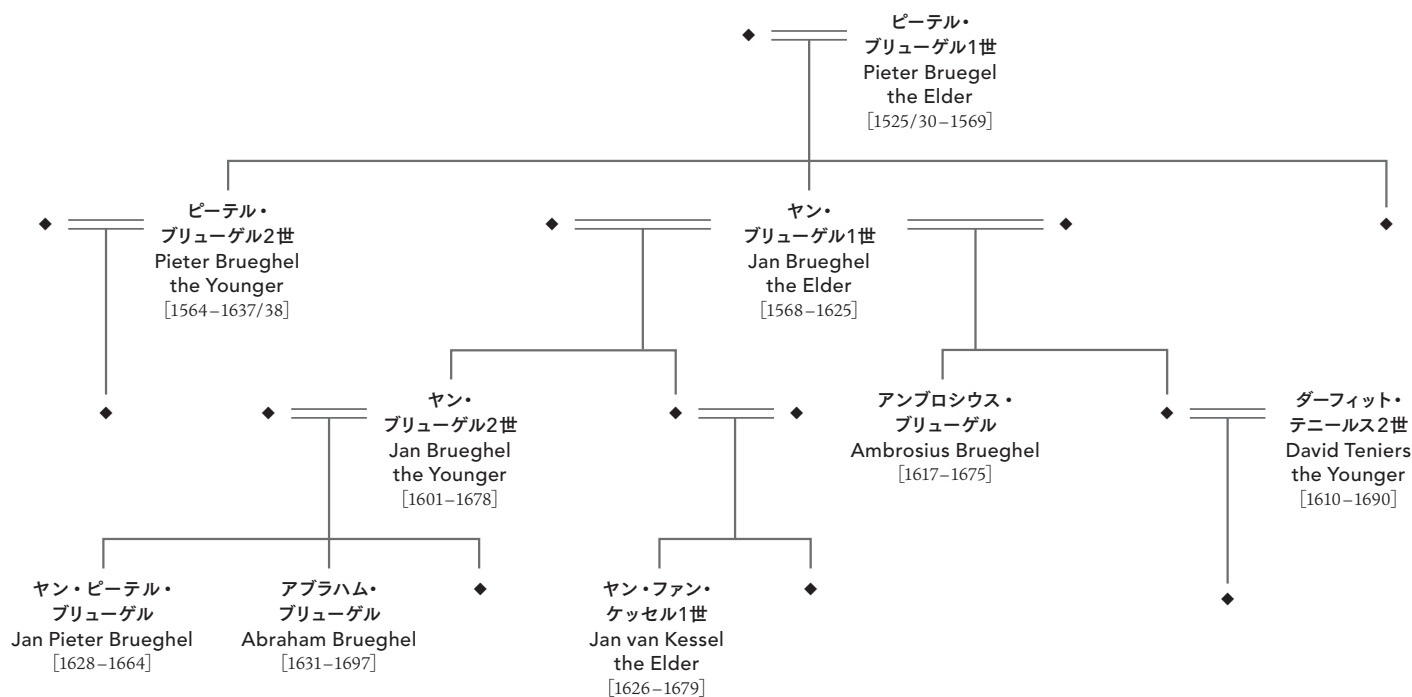 ピーテル・
ブリューゲル1世
Pieter Bruegel
the Elder
[1525/30–1569]
ピーテル・
ブリューゲル2世
Pieter Brueghel
the Younger
[1564–1637/38]
ヤン・
ブリューゲル1世
Jan Brueghel
the Elder
[1568–1625]
ヤン・
ブリューゲル2世
Jan Brueghel
the Younger
[1601–1678]
アンブロシウス・
ブリューゲル
Ambrosius Brueghel
[1617–1675]
ダーフィット・
テニールス2世
David Teniers
the Younger
[1610–1690]
ヤン・ピーテル・
ブリューゲル
Jan Pieter Brueghel
[1628–1664]
アブラハム・
ブリューゲル
Abraham Brueghel
[1631–1697]
ヤン・ファン・
ケッセル1世
Jan van Kessel
the Elder
[1626–1679]